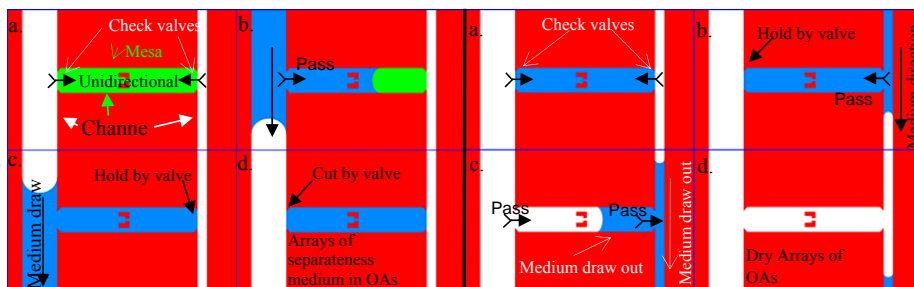 a.
Check valves
Mesa
Unidirectional
Channe
b.
Pass
c.
Medium draw
Hold by valve
d.
Cut by valve
Arrays of
separateness
medium in OAs
a.
Check valves
b.
Hold by valve
Pass
c.
Pass
Pass
Medium draw out
Medium draw out
d.
Dry Arrays of
OAs